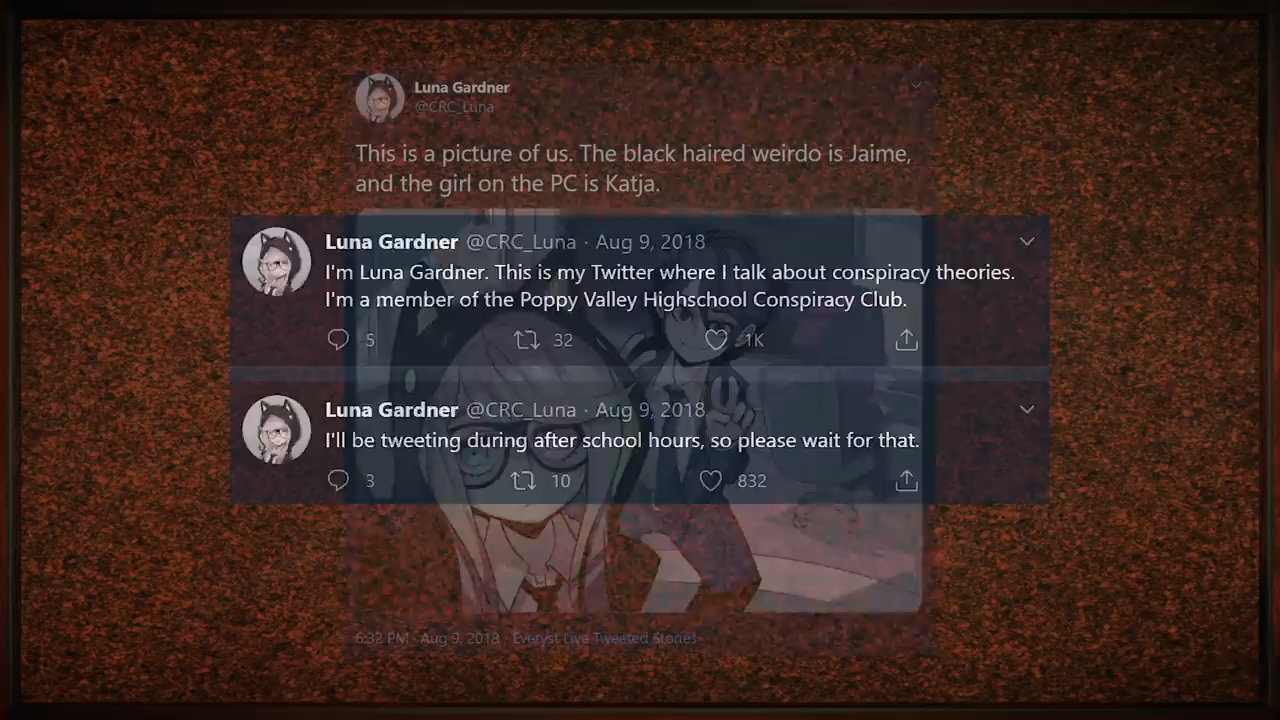 Luna Gardner
@CRC_Luna
This is a picture of us. The black haired weirdo is Jaime,
and the girl on the PC is Katja.
Luna Gardner @CRC_Luna · Aug 9, 2018
I'm Luna Gardner. This is my Twitter where I talk about conspiracy theories.
I'm a member of the Poppy Valley Highschool Conspiracy Club.
5 32 1K
Luna Gardner @CRC_Luna · Aug 9, 2018
I'll be tweeting during after school hours, so please wait for that.
3 10 832
6:32 PM · Aug 9, 2018 · Everyst Live Tweeted Stories